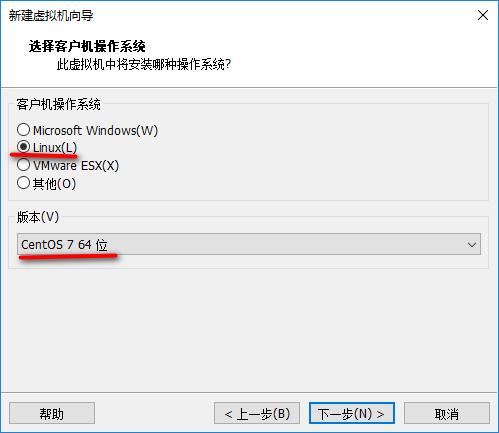 新建虚拟机向导
选择客户机操作系统
此虚拟机中将安装哪种操作系统?
客户机操作系统
Microsoft Windows(W)
Linux(L)
VMware ESX(X)
其他(O)
版本(V)
CentOS 7 64 位
帮助
< 上一步(B)
下一步(N) >
取消